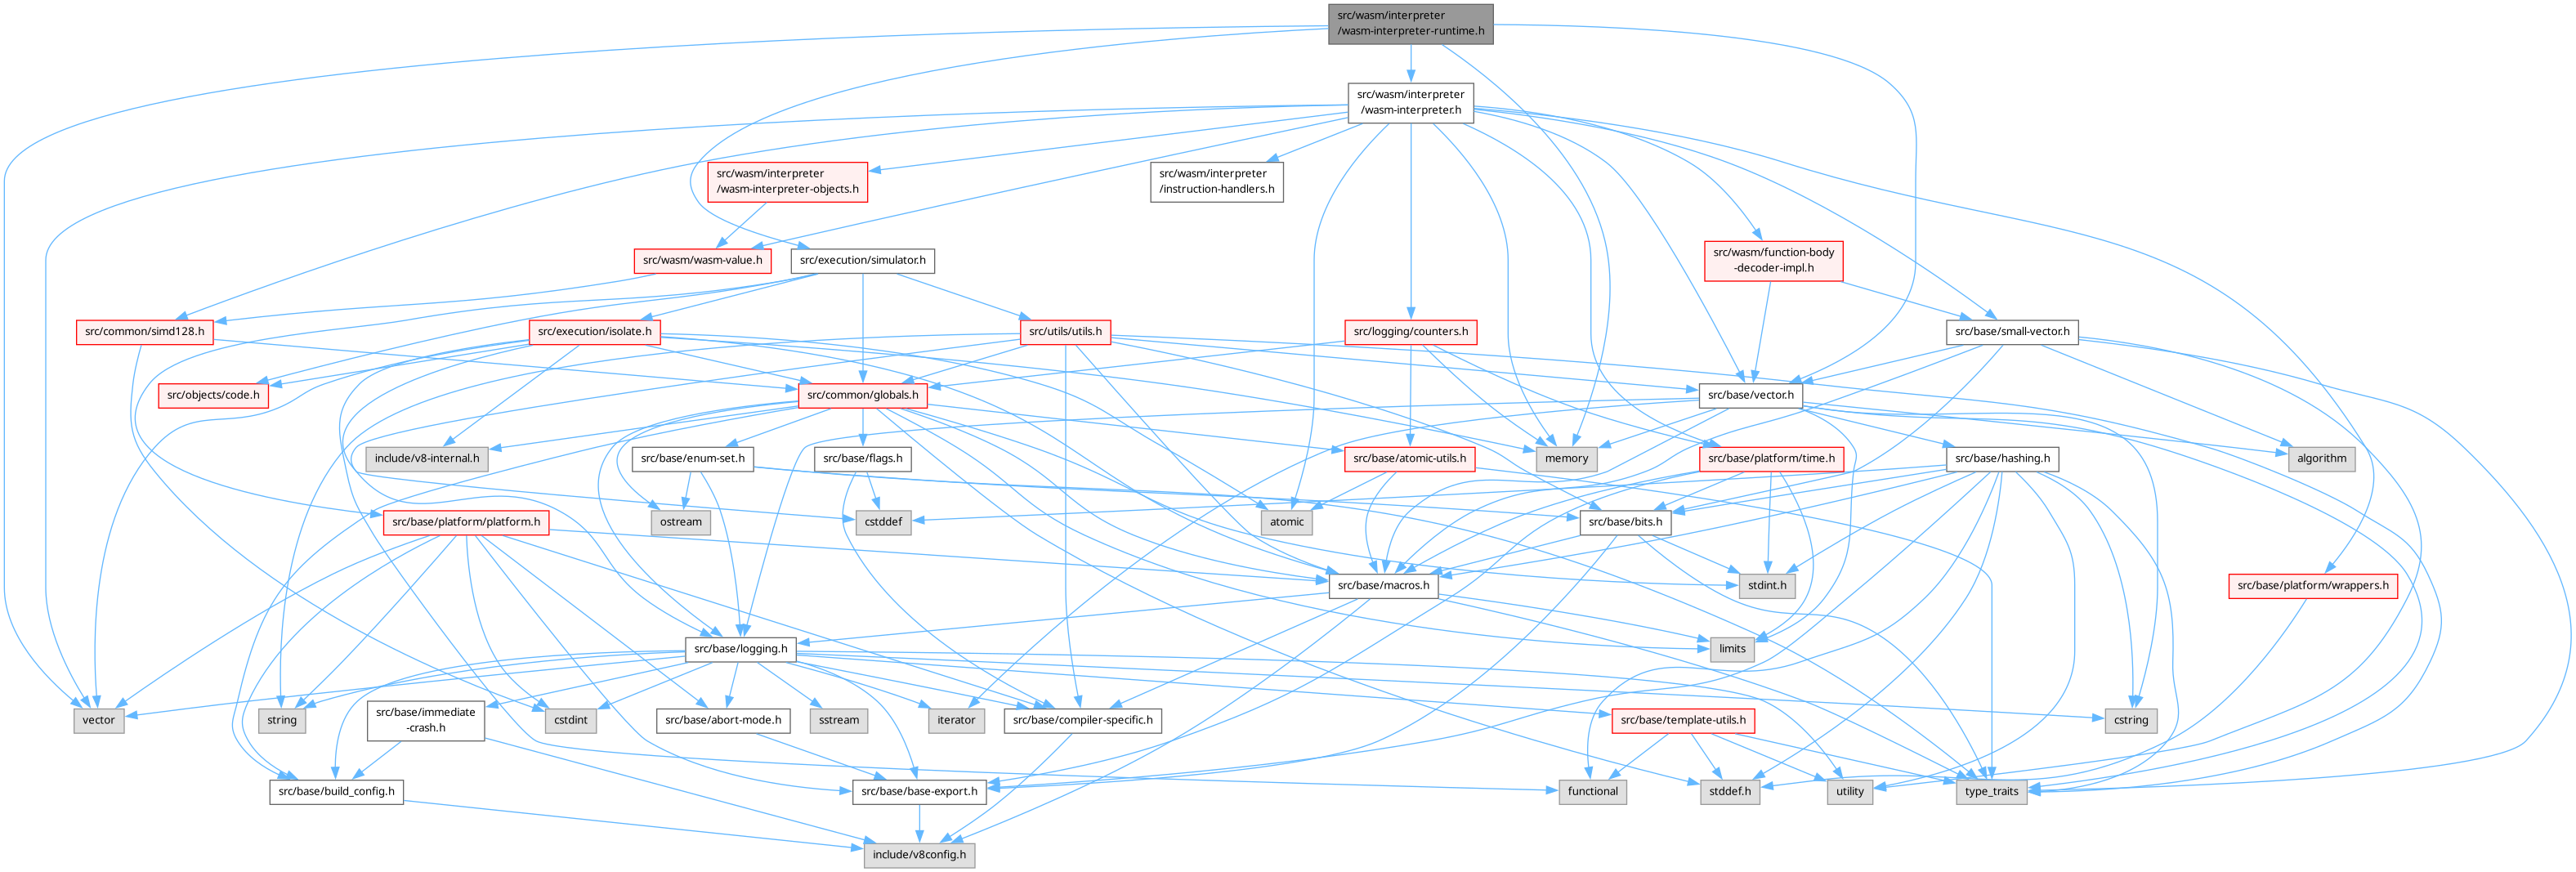 src/wasm/interpreter
/wasm-interpreter-runtime.h
src/wasm/interpreter
/wasm-interpreter.h
src/wasm/interpreter
/wasm-interpreter-objects.h
src/wasm/interpreter
/instruction-handlers.h
src/wasm/wasm-value.h
src/execution/simulator.h
src/wasm/function-body
-decoder-impl.h
src/common/simd128.h
src/execution/isolate.h
src/utils/utils.h
src/logging/counters.h
src/base/small-vector.h
src/objects/code.h
src/common/globals.h
src/base/vector.h
include/v8-internal.h
src/base/enum-set.h
src/base/flags.h
memory
src/base/atomic-utils.h
src/base/platform/time.h
src/base/hashing.h
algorithm
src/base/platform/platform.h
ostream
cstddef
atomic
src/base/bits.h
src/base/macros.h
stdint.h
src/base/platform/wrappers.h
src/base/logging.h
limits
vector
string
src/base/immediate
-crash.h
cstdint
src/base/abort-mode.h
sstream
iterator
src/base/compiler-specific.h
src/base/template-utils.h
cstring
src/base/build_config.h
src/base/base-export.h
functional
stddef.h
utility
type_traits
include/v8config.h